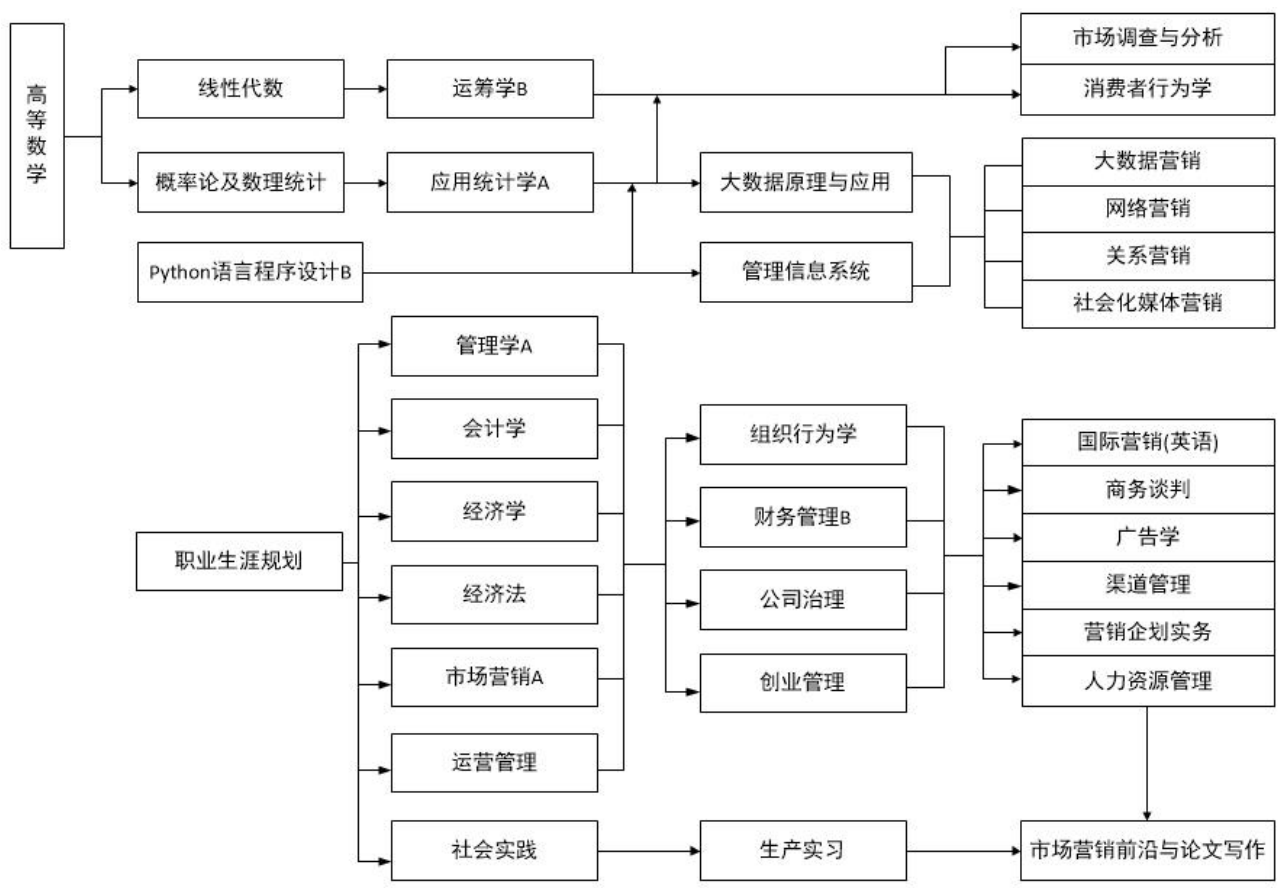 高等数学
线性代数
运筹学B
市场调查与分析
消费者行为学
概率论及数理统计
应用统计学A
大数据原理与应用
大数据营销
网络营销
关系营销
社会化媒体营销
Python语言程序设计B
管理信息系统
管理学A
会计学
经济学
职业生涯规划
经济法
市场营销A
运营管理
社会实践
组织行为学
财务管理B
公司治理
创业管理
生产实习
国际营销(英语)
商务谈判
广告学
渠道管理
营销企划实务
人力资源管理
市场营销前沿与论文写作